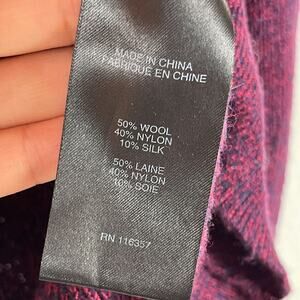 MADE IN CHINA
FABRIQUÉ EN CHINE
50% WOOL
40% NYLON
10% SILK
50% LAINE
40% NYLON
10% SOIE
RN 116357